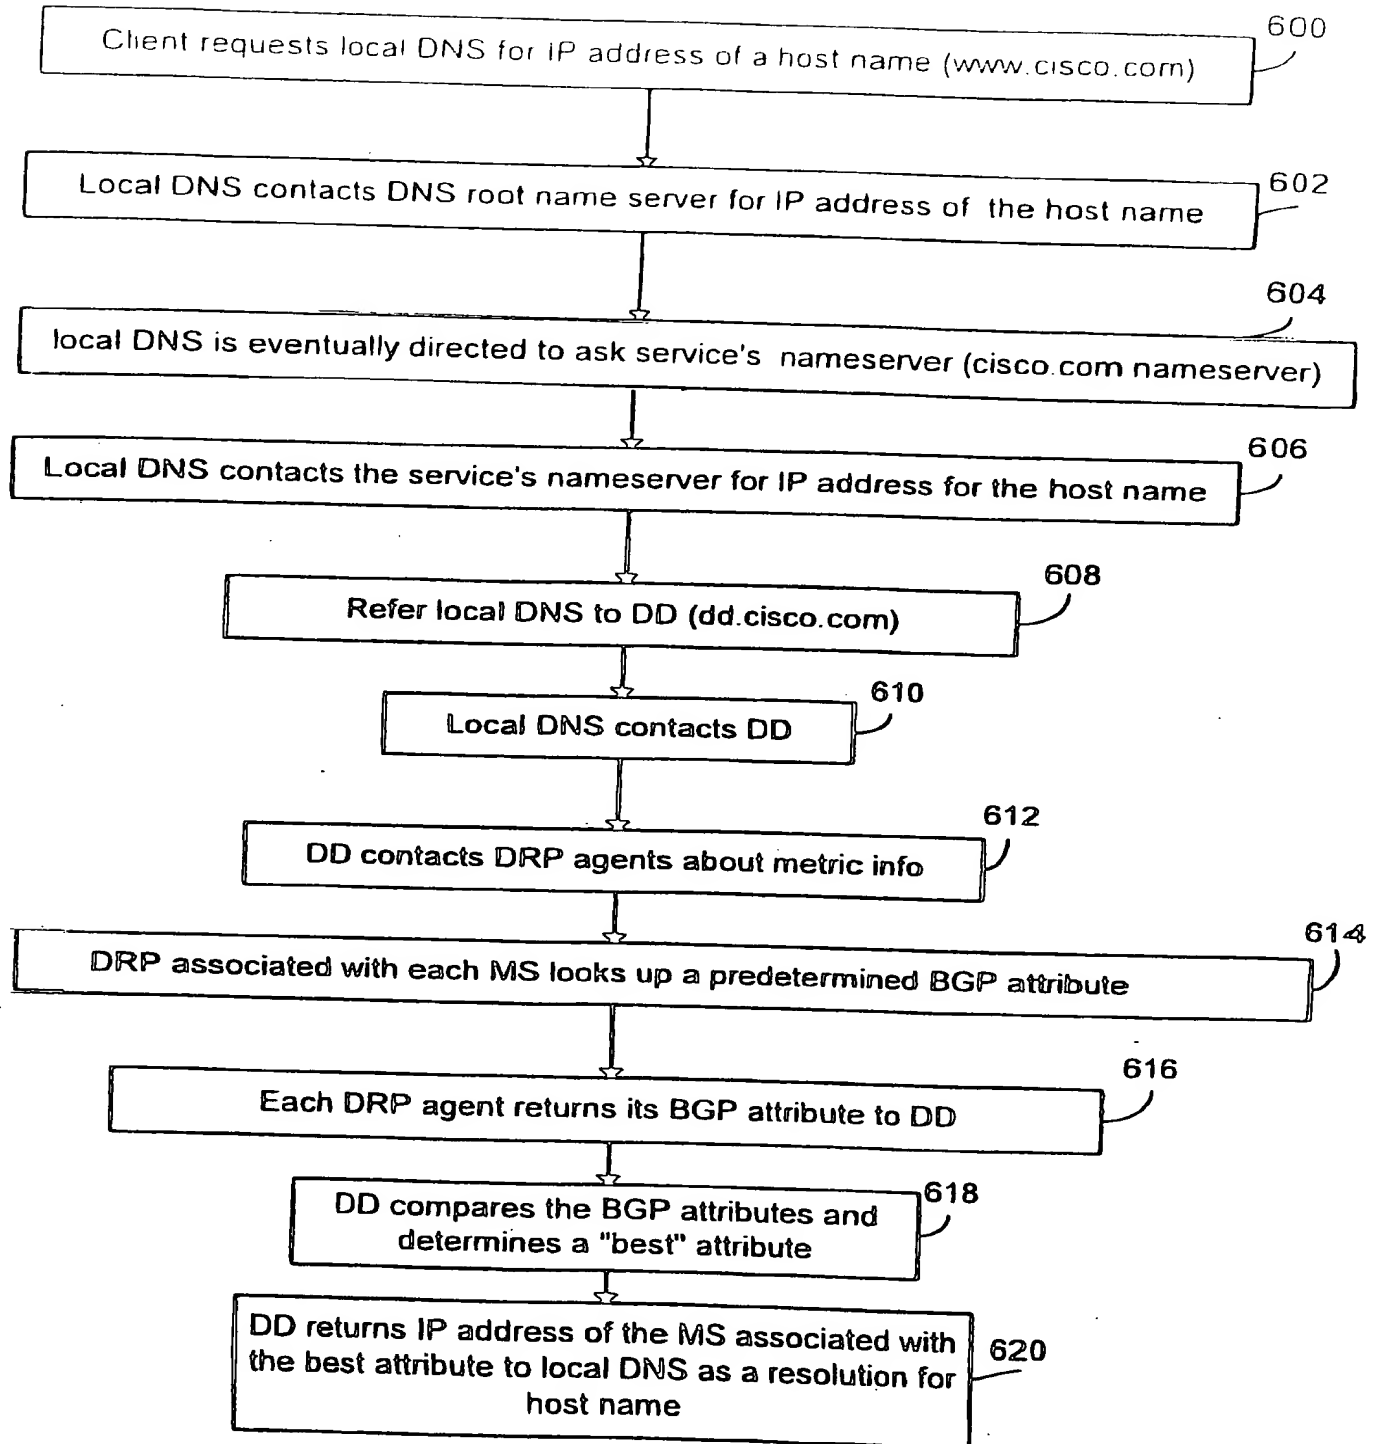 600
Client requests local DNS for IP address of a host name (www.cisco.com)
602
Local DNS contacts DNS root name server for IP address of the host name
604
local DNS is eventually directed to ask service's nameserver (cisco.com nameserver)
606
Local DNS contacts the service's nameserver for IP address for the host name
608
Refer local DNS to DD (dd.cisco.com)
610
Local DNS contacts DD
612
DD contacts DRP agents about metric info
614
DRP associated with each MS looks up a predetermined BGP attribute
616
Each DRP agent returns its BGP attribute to DD
618
DD compares the BGP attributes and
determines a "best" attribute
DD returns IP address of the MS associated with
620
the best attribute to local DNS as a resolution for
host name